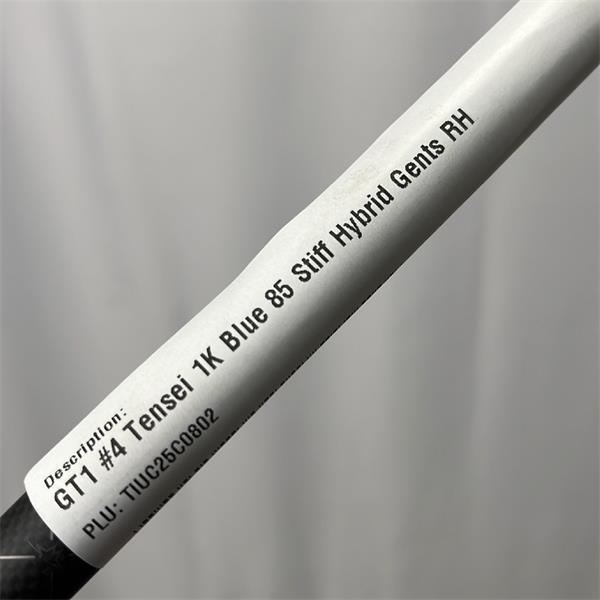 Description:
GT1 #4 Tensei 1K Blue 85 Stiff Hybrid Gents RH
PLU: TIUC25C0802